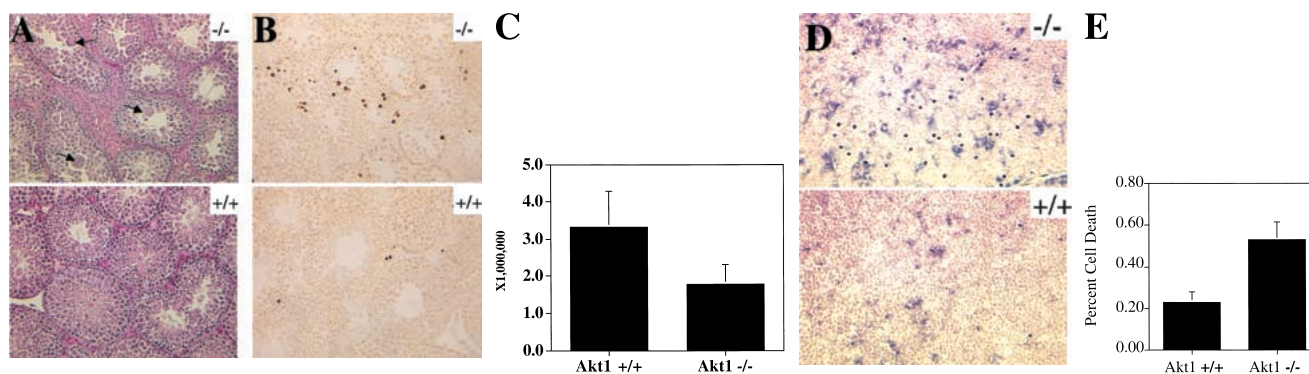 A
-/-
+/+
B
-/-
+/+
C
5.0
4.0
3.0
2.0
1.0
0.0
X1,000,000
Akt1 +/+
Akt1 -/-
D
-/-
+/+
E
0.80
0.60
0.40
0.20
0.00
Percent Cell Death
Akt1 +/+
Akt1 -/-